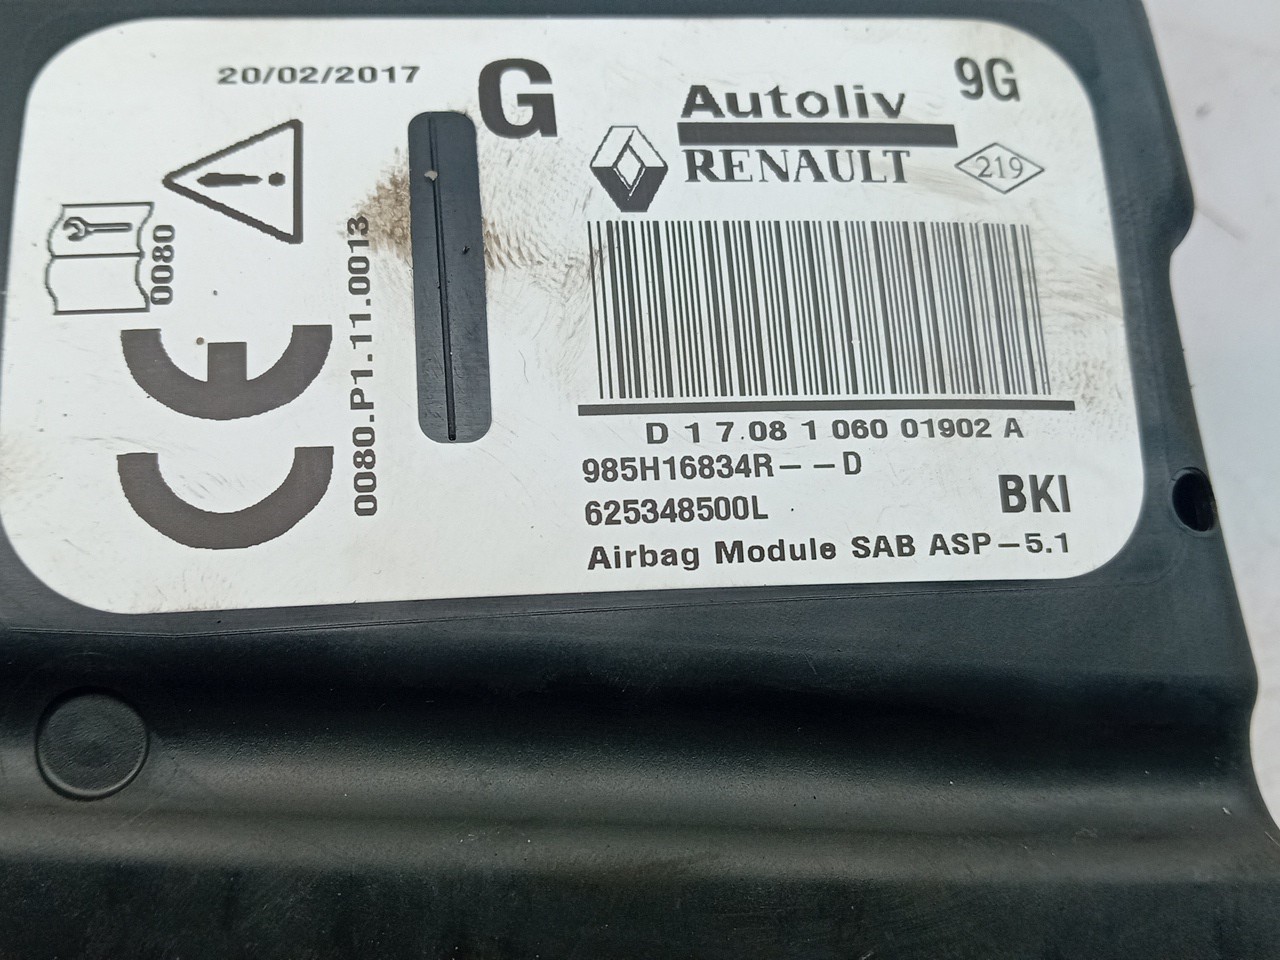 20/02/2017
G
Autoliv
9G
RENAULT
219
0080
0080.P1.11.0013
CE
D 1 7.08 1 060 01902 A
985H16834R--D
625348500L
BKI
Airbag Module SAB ASP-5.1